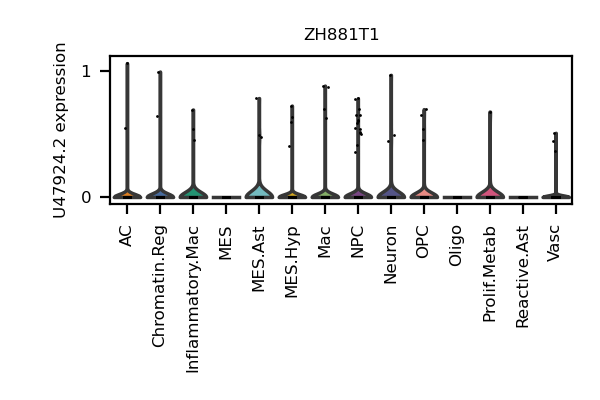 ZH881T1
U47924.2 expression
1
0
AC
Chromatin.Reg
Inflammatory.Mac
MES
MES.Ast
MES.Hyp
Mac
NPC
Neuron
OPC
Oligo
Prolif.Metab
Reactive.Ast
Vasc